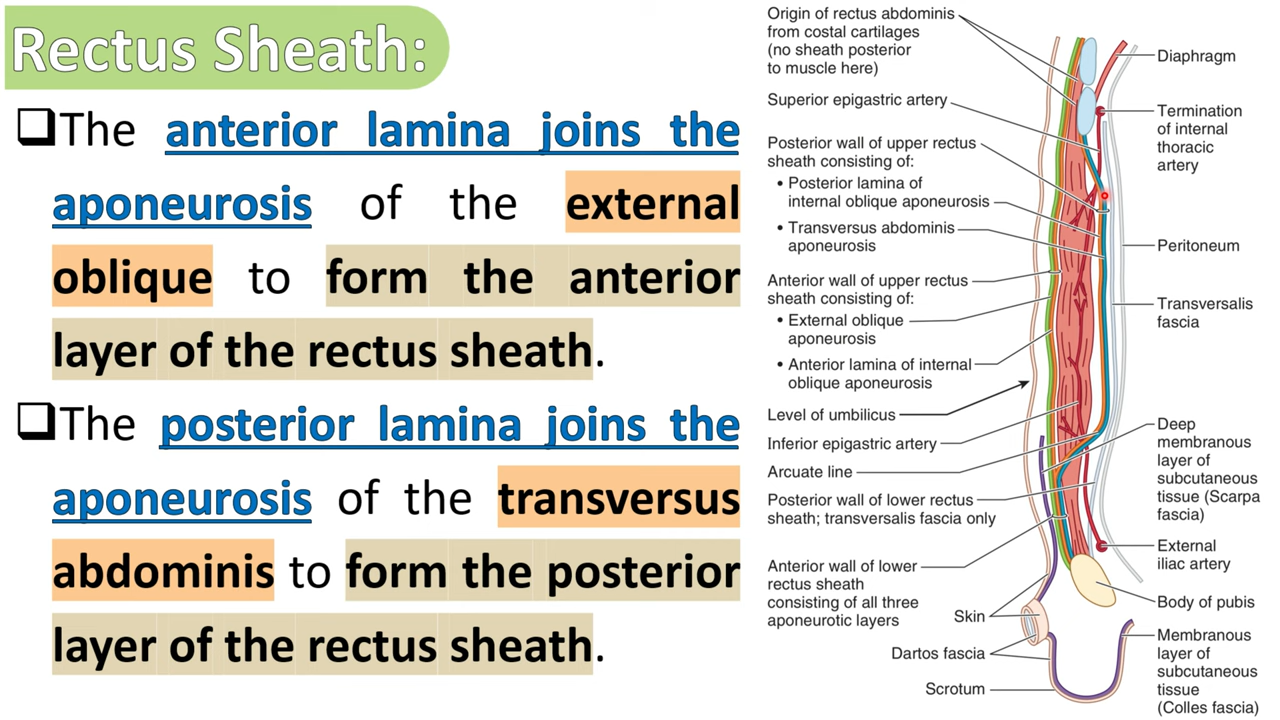 Rectus Sheath:
❑The anterior lamina joins the
aponeurosis of the external
oblique to form the anterior
layer of the rectus sheath.
❑The posterior lamina joins the
aponeurosis of the transversus
abdominis to form the posterior
layer of the rectus sheath.
Origin of rectus abdominis
from costal cartilages
(no sheath posterior
to muscle here)
Superior epigastric artery
Posterior wall of upper rectus
sheath consisting of:
• Posterior lamina of
internal oblique aponeurosis
• Transversus abdominis
aponeurosis
Anterior wall of upper rectus
sheath consisting of:
• External oblique
aponeurosis
• Anterior lamina of internal
oblique aponeurosis
Level of umbilicus
Inferior epigastric artery
Arcuate line
Posterior wall of lower rectus
sheath; transversalis fascia only
Anterior wall of lower
rectus sheath
consisting of all three
aponeurotic layers
Skin
Dartos fascia
Scrotum
Diaphragm
Termination
of internal
thoracic
artery
Peritoneum
Transversalis
fascia
Deep
membranous
layer of
subcutaneous
tissue (Scarpa
fascia)
External
iliac artery
Body of pubis
Membranous
layer of
subcutaneous
tissue
(Colles fascia)